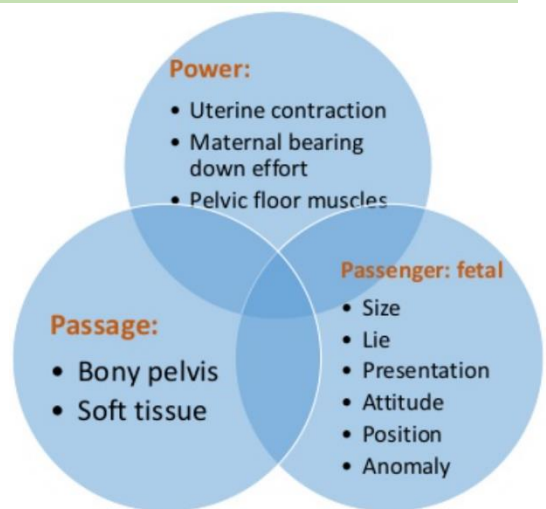 Power:
• Uterine contraction
• Maternal bearing
down effort
• Pelvic floor muscles
Passage:
• Bony pelvis
• Soft tissue
Passenger: fetal
• Size
• Lie
• Presentation
• Attitude
• Position
• Anomaly